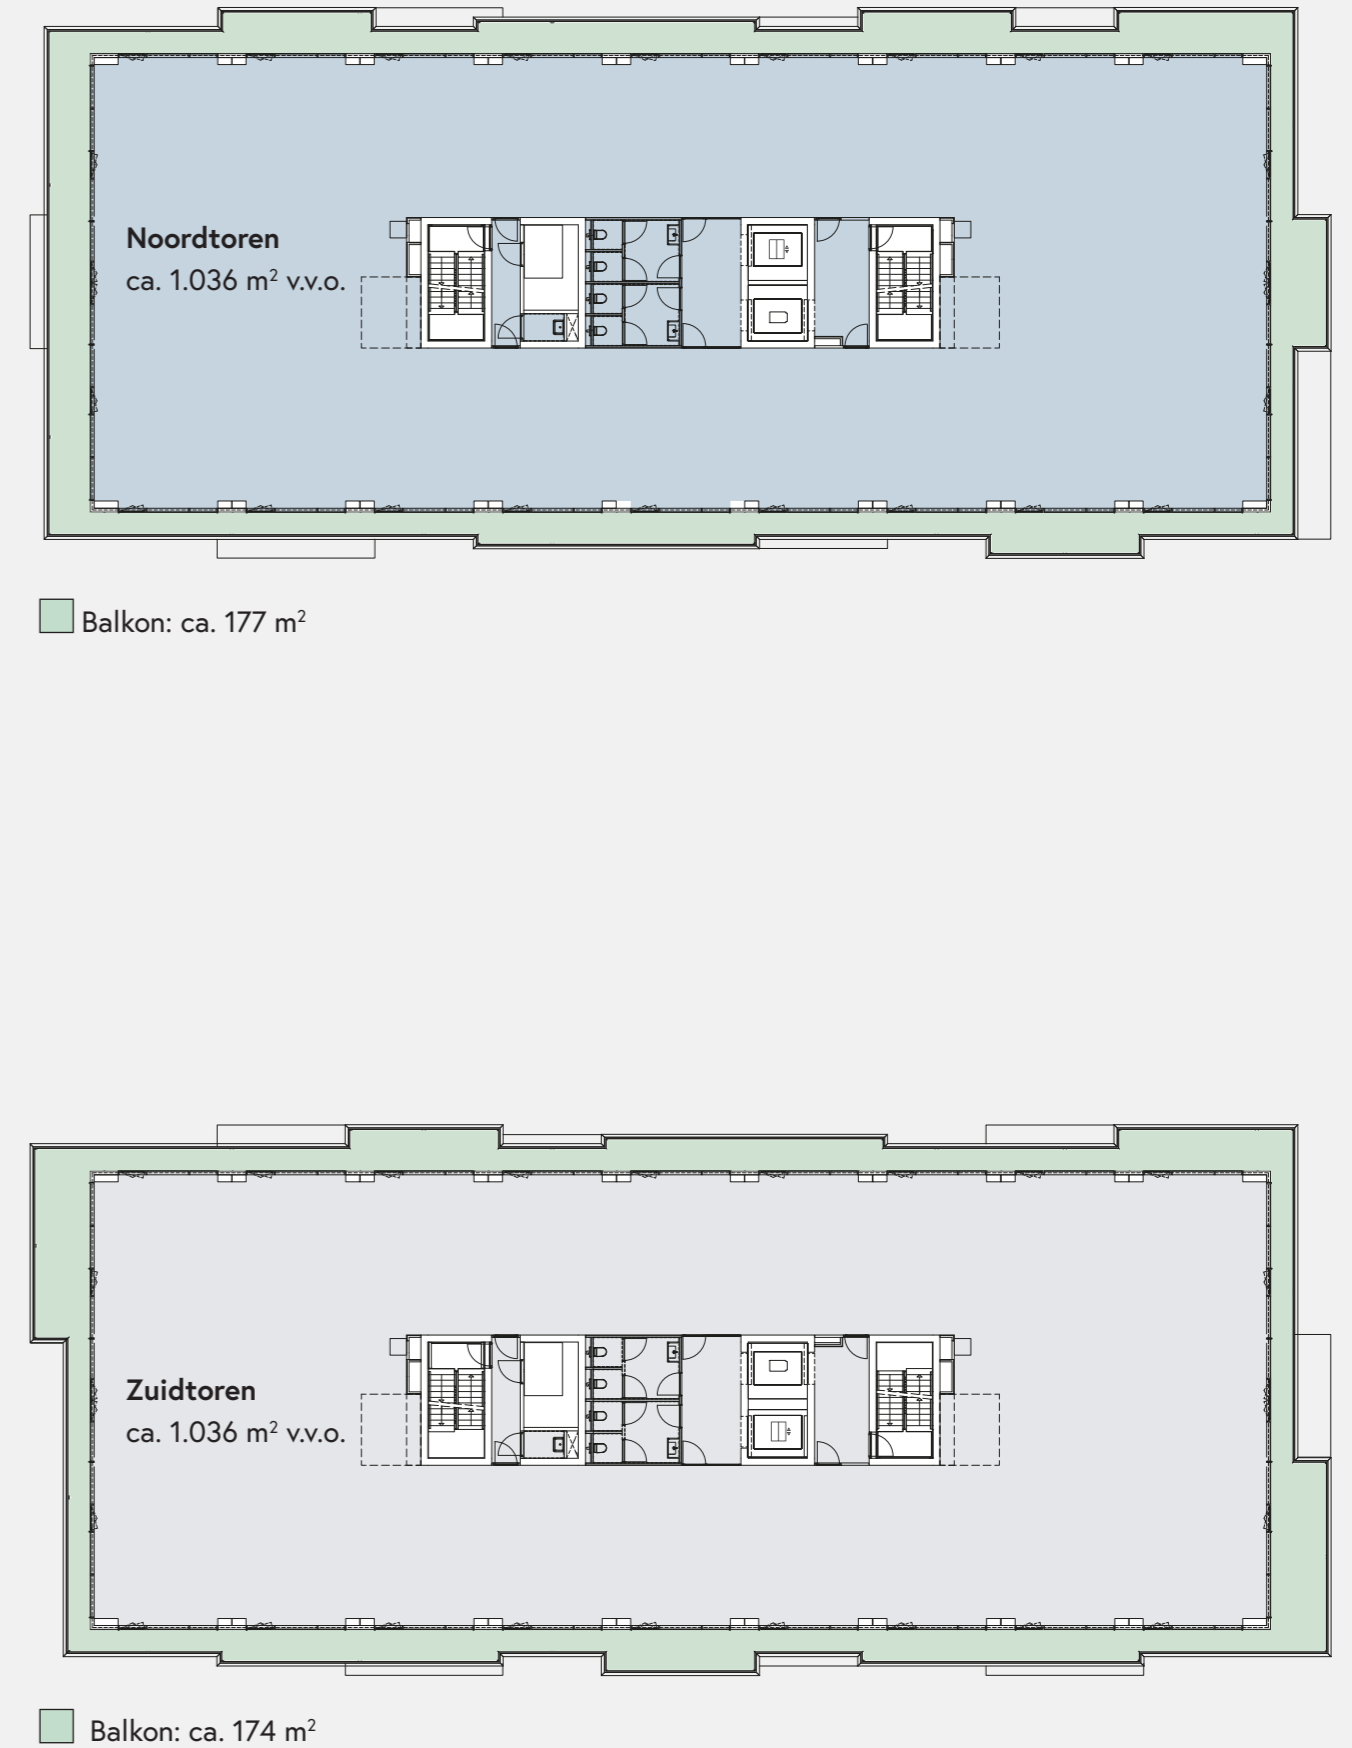 Noordtoren
ca. 1.036 m² v.v.o.
Balkon: ca. 177 m²
Zuidtoren
ca. 1.036 m² v.v.o.
Balkon: ca. 174 m²